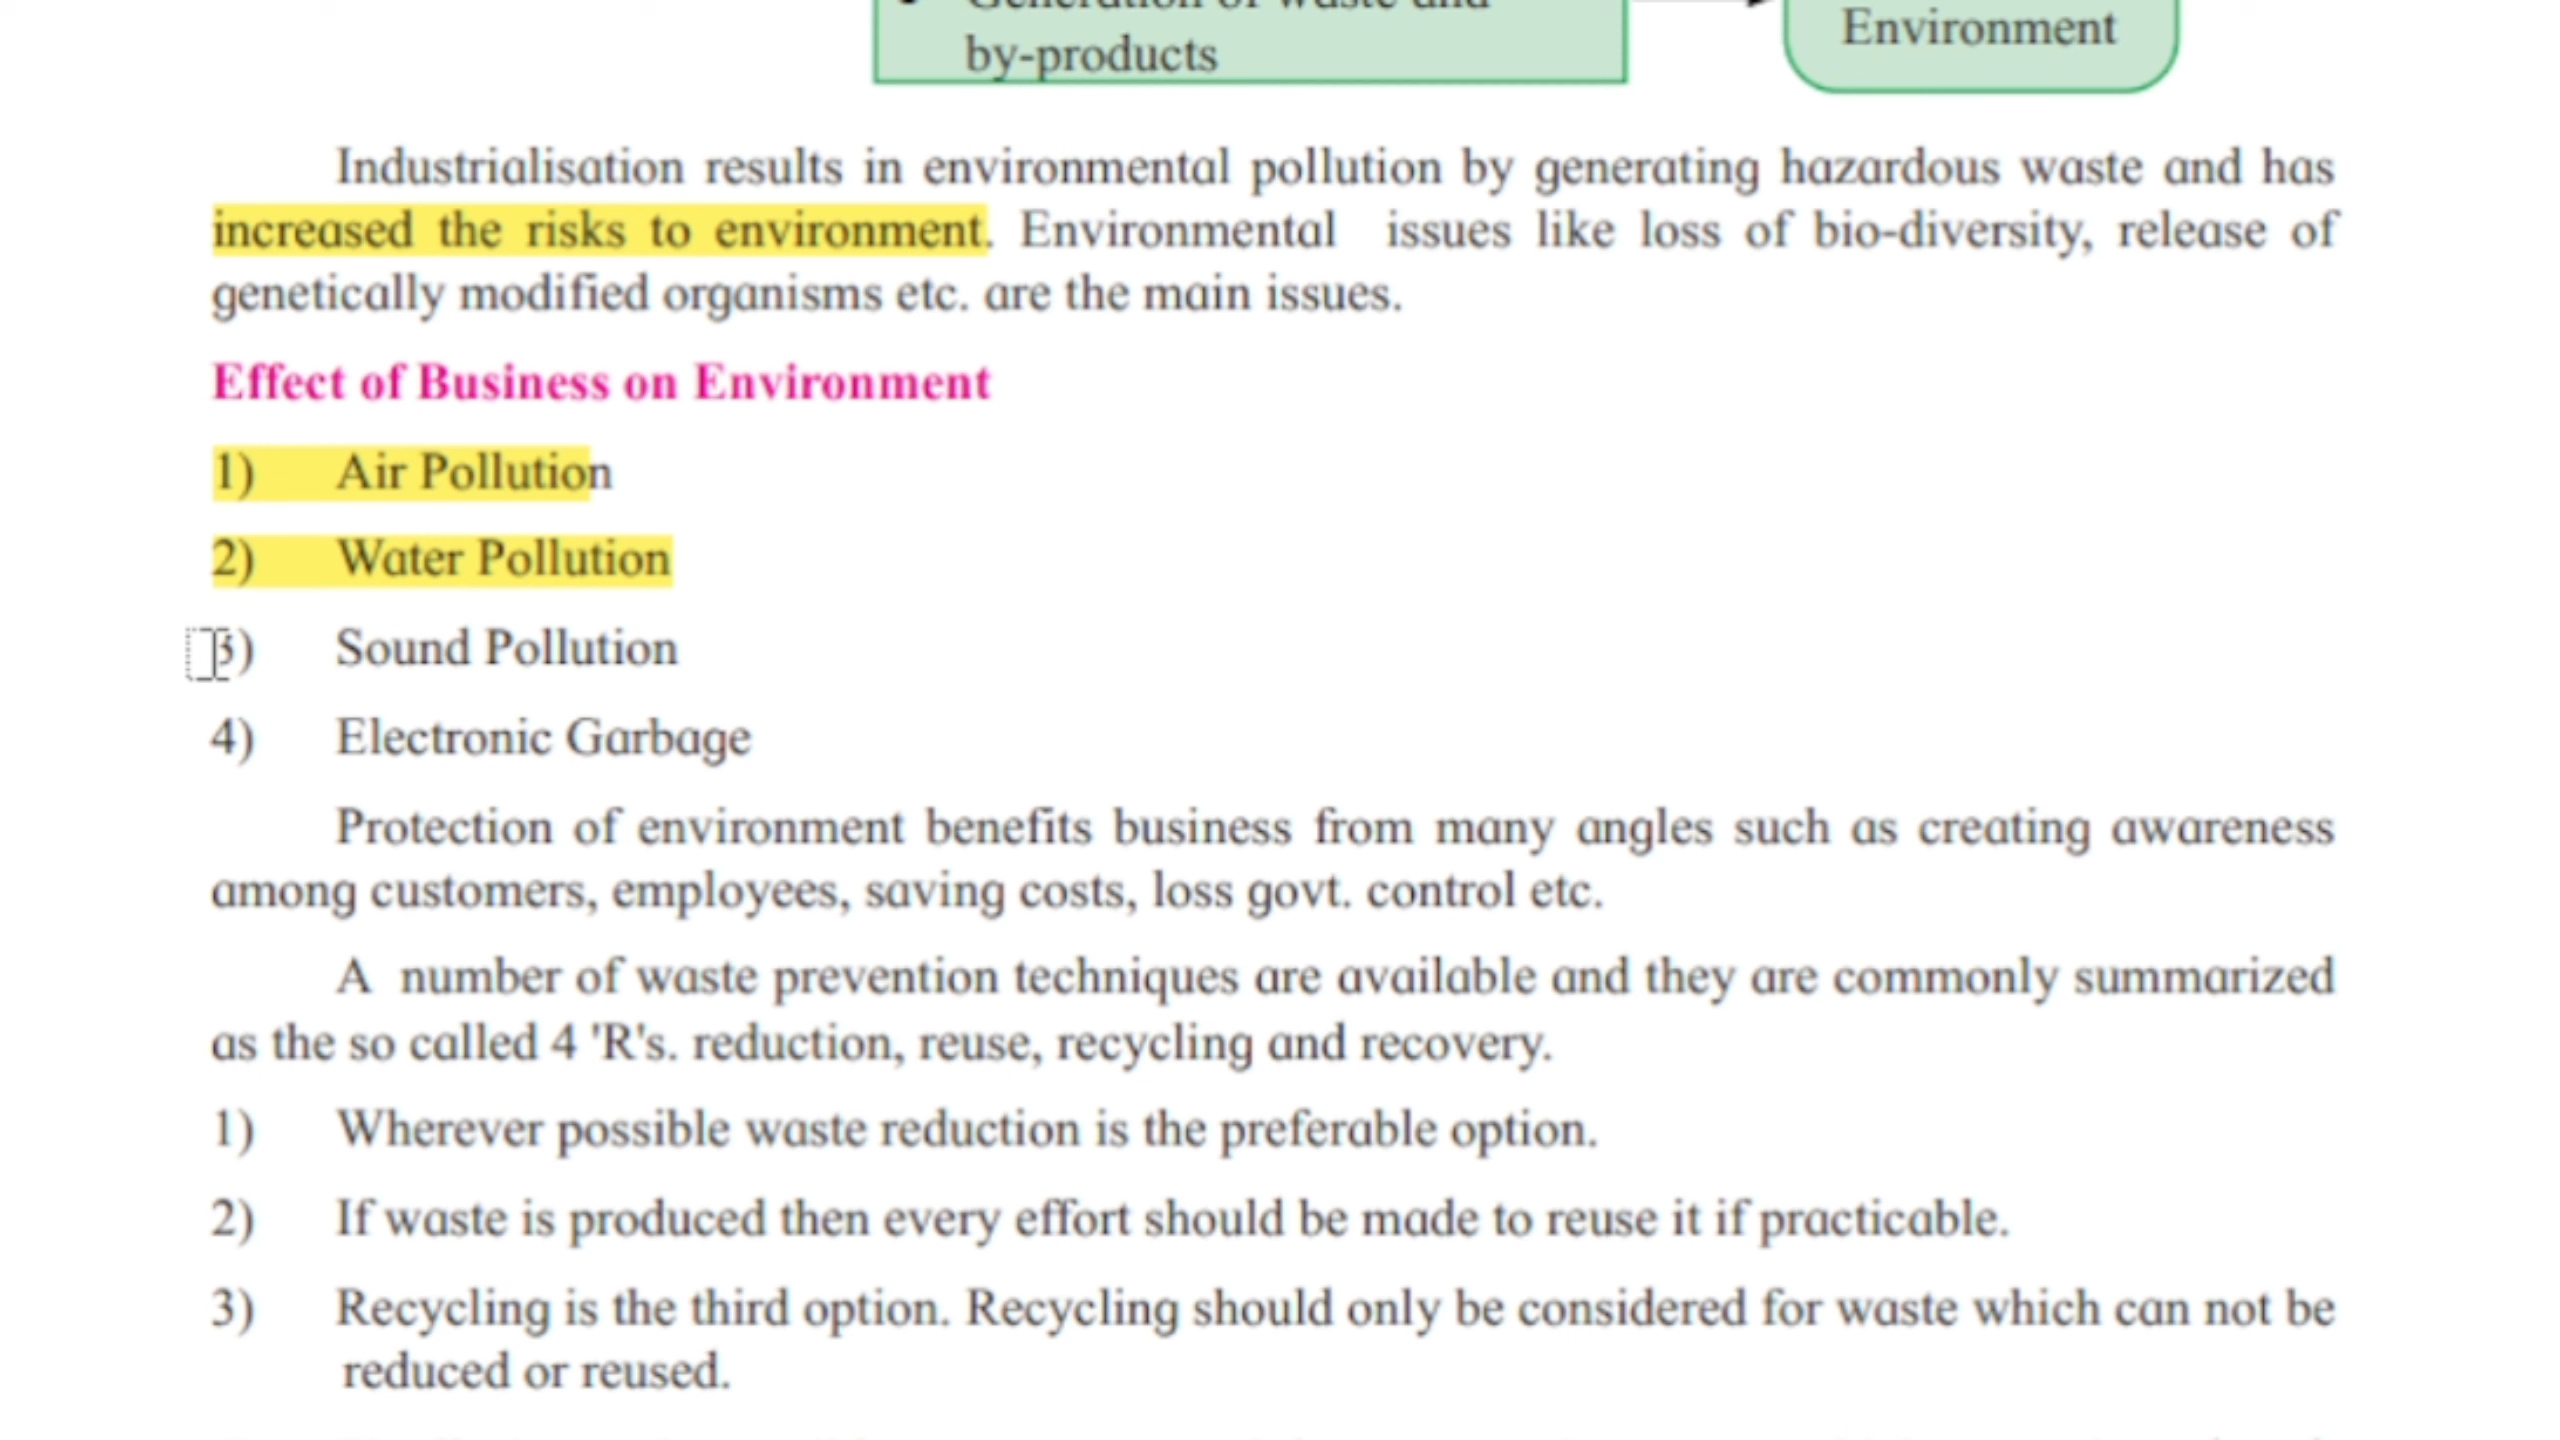 Generation of waste and
by-products
Environment
Industrialisation results in environmental pollution by generating hazardous waste and has
increased the risks to environment. Environmental issues like loss of bio-diversity, release of
genetically modified organisms etc. are the main issues.
Effect of Business on Environment
1) Air Pollution
2) Water Pollution
3) Sound Pollution
4) Electronic Garbage
Protection of environment benefits business from many angles such as creating awareness
among customers, employees, saving costs, loss govt. control etc.
A number of waste prevention techniques are available and they are commonly summarized
as the so called 4 'R's. reduction, reuse, recycling and recovery.
1) Wherever possible waste reduction is the preferable option.
2) If waste is produced then every effort should be made to reuse it if practicable.
3) Recycling is the third option. Recycling should only be considered for waste which can not be
reduced or reused.